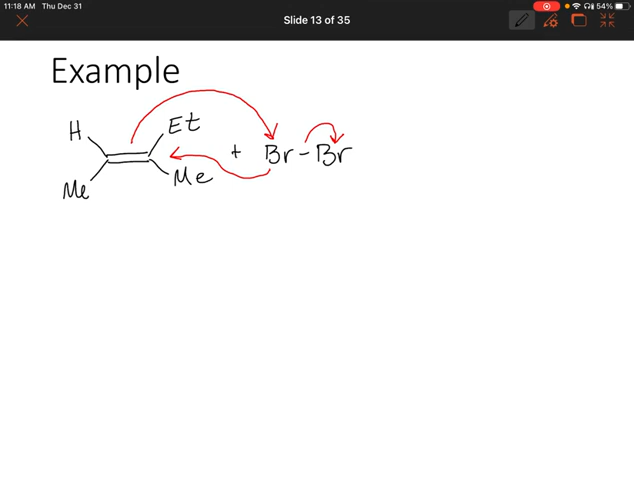 11:18 AM Thu Dec 31
54%
Slide 13 of 35
Example
H
Et
+ Br-Br
Me
Me